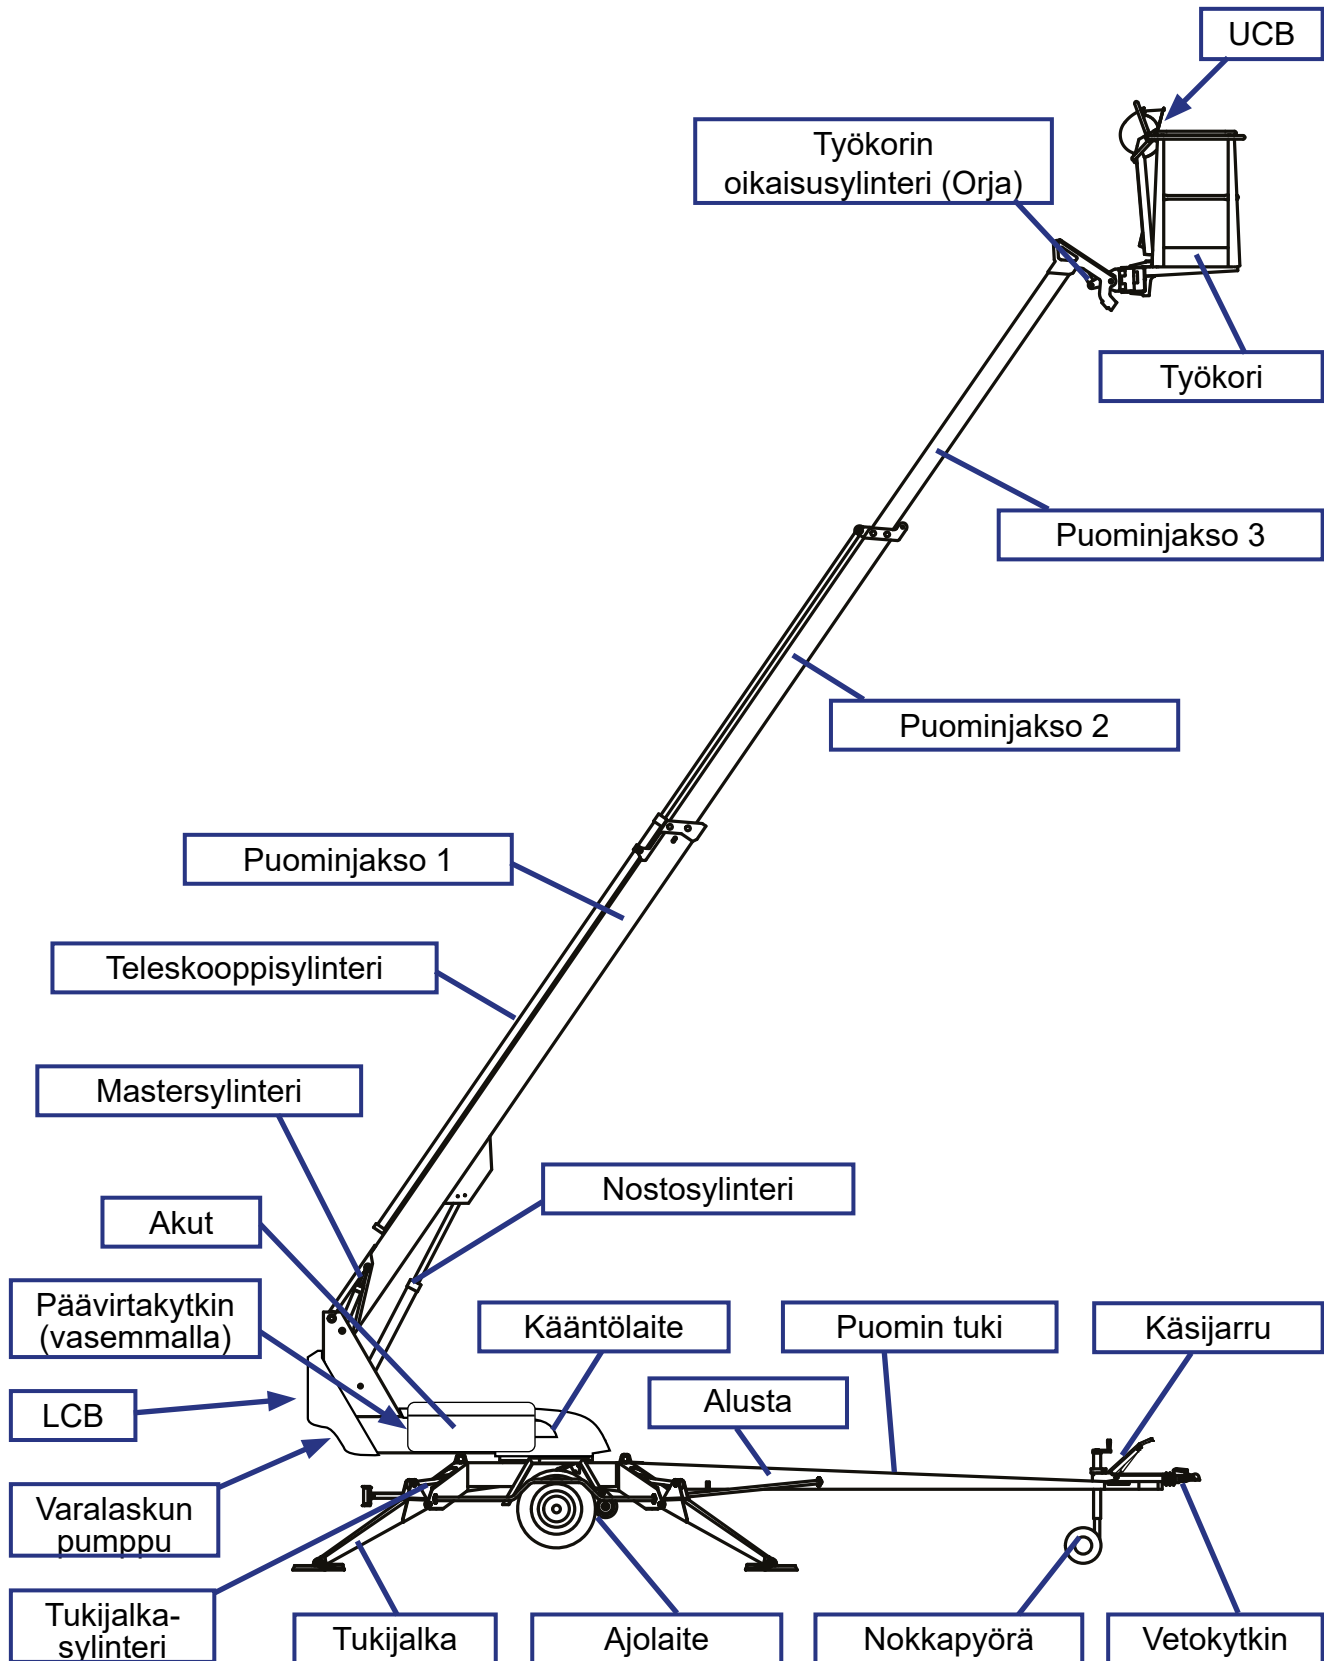 UCB
Työkorin
oikaisusylinteri (Orja)
Työkori
Puominjakso 3
Puominjakso 2
Puominjakso 1
Teleskooppisylinteri
Mastersylinteri
Nostosylinteri
Akut
Päävirtakytkin
(vasemmalla)
Kääntölaite
Puomin tuki
Käsijarru
Alusta
LCB
Varalaskun
pumppu
Tukijalka-
sylinteri
Tukijalka
Ajolaite
Nokkapyörä
Vetokytkin